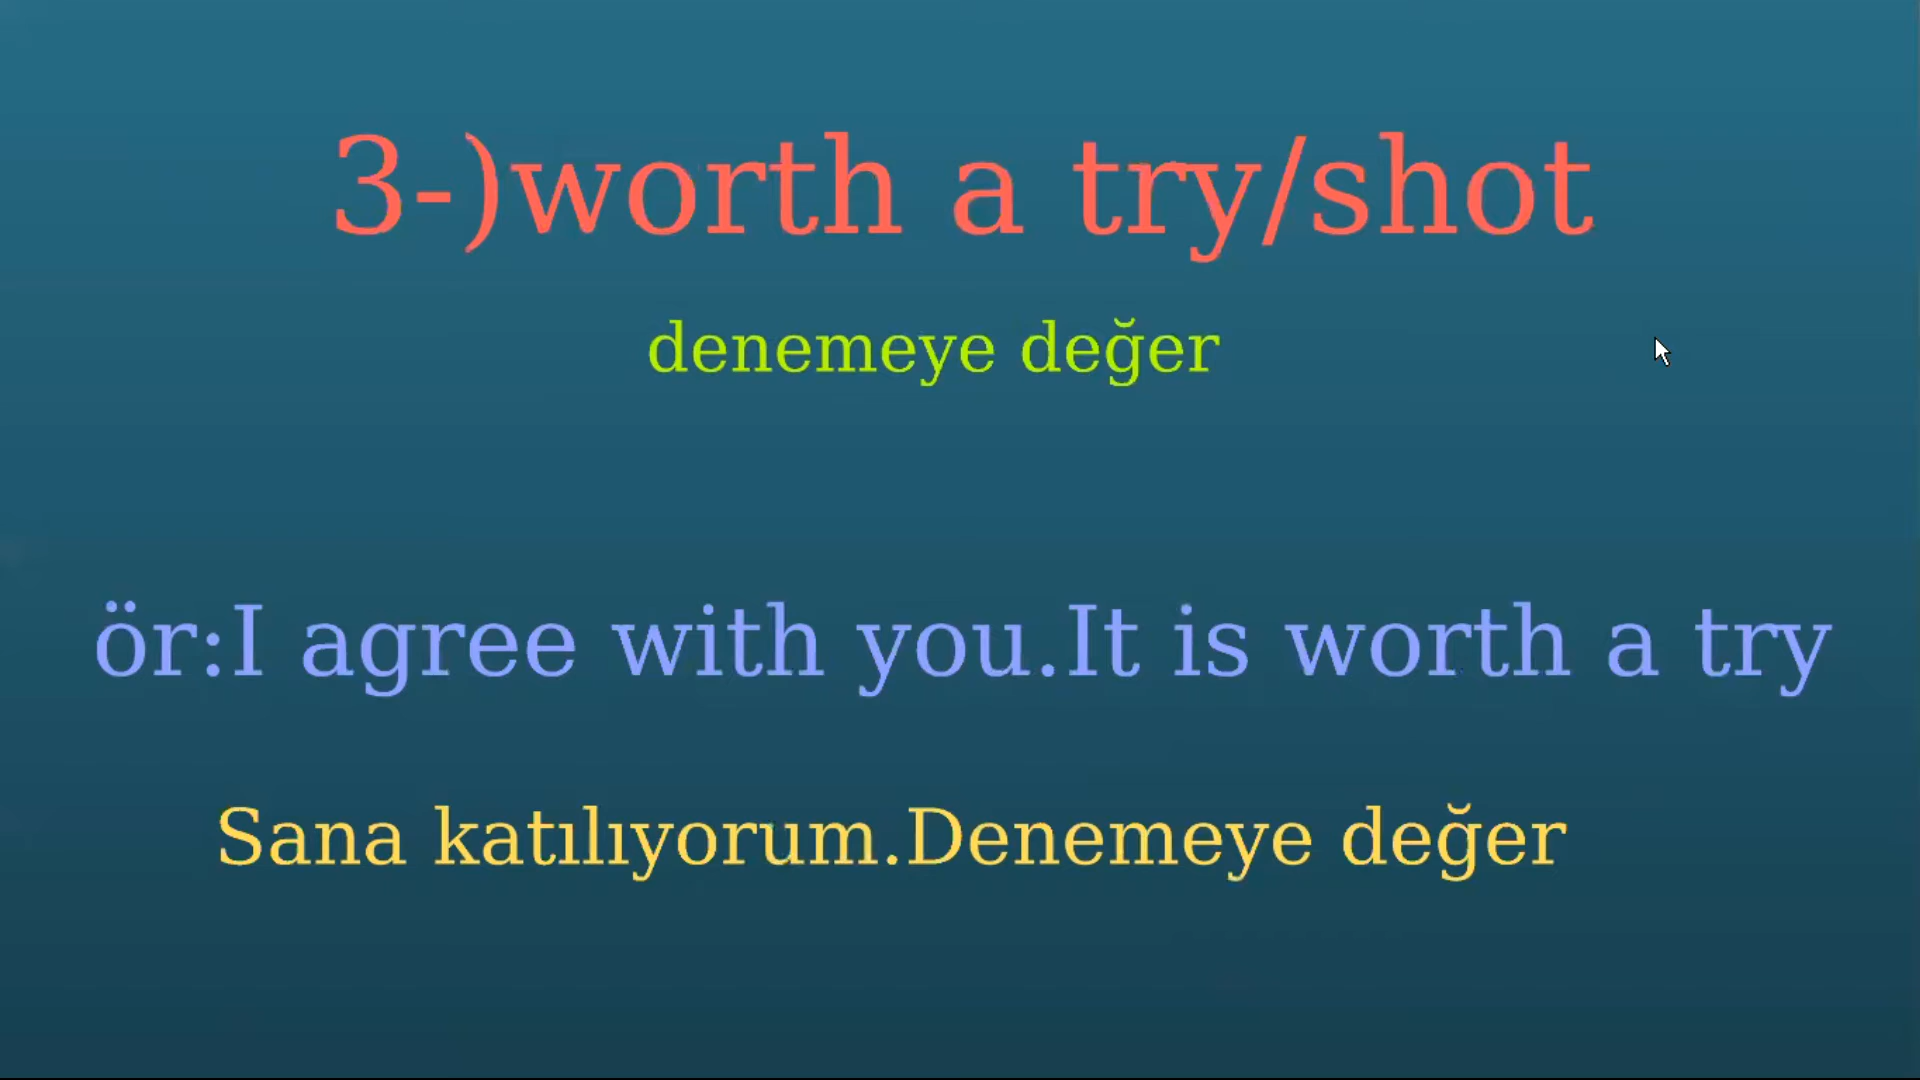 3-)worth a try/shot
denemeye değer
ör:I agree with you.It is worth a try
Sana katılıyorum.Denemeye değer